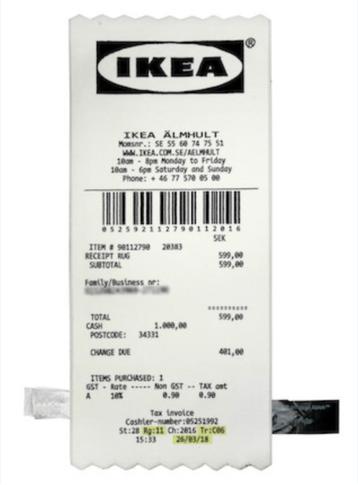 IKEA®
IKEA ÄLMHULT
Momsnr.: SE 55 60 74 75 51
WWW.IKEA.COM.SE/AELMHULT
10am - 8pm Monday to Friday
10am - 6pm Saturday and Sunday
Phone: + 46 77 570 05 00
0525921127901 12016
SEK
ITEM # 90112790 20383
RECEIPT RUG 599,00
SUBTOTAL 599,00
Family/Business nr:
**********
TOTAL 599,00
CASH 1.000,00
POSTCODE: 34331
CHANGE DUE 401,00
ITEMS PURCHASED: 1
GST - Rate ----- Non GST -- TAX amt
A 10% 0.90 0.90
Tax invoice
Cashier-number:05251992
St:28 Rg:11 Ch:2016 Tr:C06
15:33 26/03/18